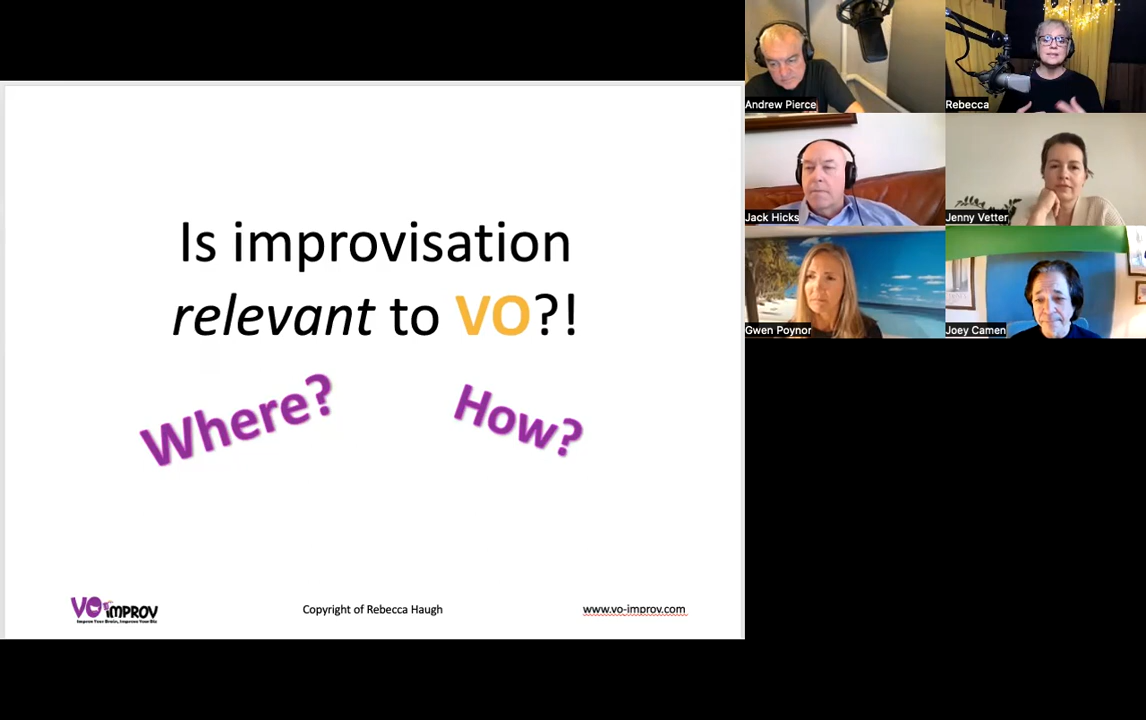 Is improvisation
relevant to VO?!
Where?
How?
VO IMPROV
Improv Your Brain, Improve Your Biz
Copyright of Rebecca Haugh
www.vo-improv.com
Andrew Pierce
Rebecca
Jack Hicks
Jenny Vetter
Gwen Poynor
Joey Camen